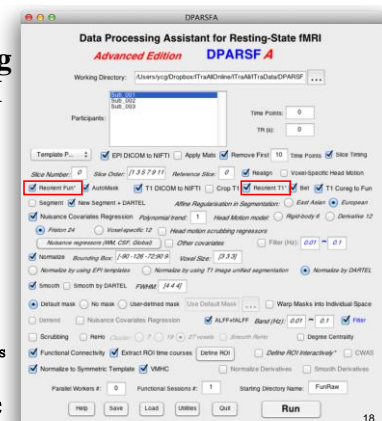 DPARSFA
Data Processing Assistant for Resting-State fMRI
Advanced Edition DPARSF A
Working Directory: /Users/ycg/Dropbox/ITraAllOnline/ITraAll/ITraData/DPARSF ...
Participants:
Sub_001
Sub_002
Sub_003
Time Points: 0
TR (s): 0
Template P... EPI DICOM to NIFTI Apply Mats Remove First 10 Time Points Slice Timing
Slice Number: 0 Slice Order: [1 3 5 7 9 11 Reference Slice: 0 Realign Voxel-Specific Head Motion
Reorient Fun* AutoMask T1 DICOM to NIFTI Crop T1 Reorient T1* Bet T1 Coreg to Fun
Segment New Segment + DARTEL Affine Regularisation in Segmentation: East Asian European
Nuisance Covariates Regression Polynomial trend: 1 Head Motion model: Rigid-body 6 Derivative 12
Friston 24 Voxel-specific 12 Head motion scrubbing regressors
Nuisance regressors (WM, CSF, Global) Other covariates Filter (Hz): 0.01 ~ 0.1
Normalize Bounding Box: [-90 -126 -72;90 9 Voxel Size: [3 3 3]
Normalize by using EPI templates Normalize by using T1 image unified segmentation Normalize by DARTEL
Smooth Smooth by DARTEL FWHM: [4 4 4]
Default mask No mask User-defined mask Use Default Mask ... Warp Masks into Individual Space
Detrend Nuisance Covariates Regression ALFF+fALFF Band (Hz): 0.01 ~ 0.1 Filter
Scrubbing ReHo Cluster: 7 19 27 voxels Smooth ReHo Degree Centrality
Functional Connectivity Extract ROI time courses Define ROI Define ROI Interactively* CWAS
Normalize to Symmetric Template VMHC Normalize Derivatives Smooth Derivatives
Parallel Workers #: 0 Functional Sessions #: 1 Starting Directory Name: FunRaw
Help Save Load Utilities Quit Run
18